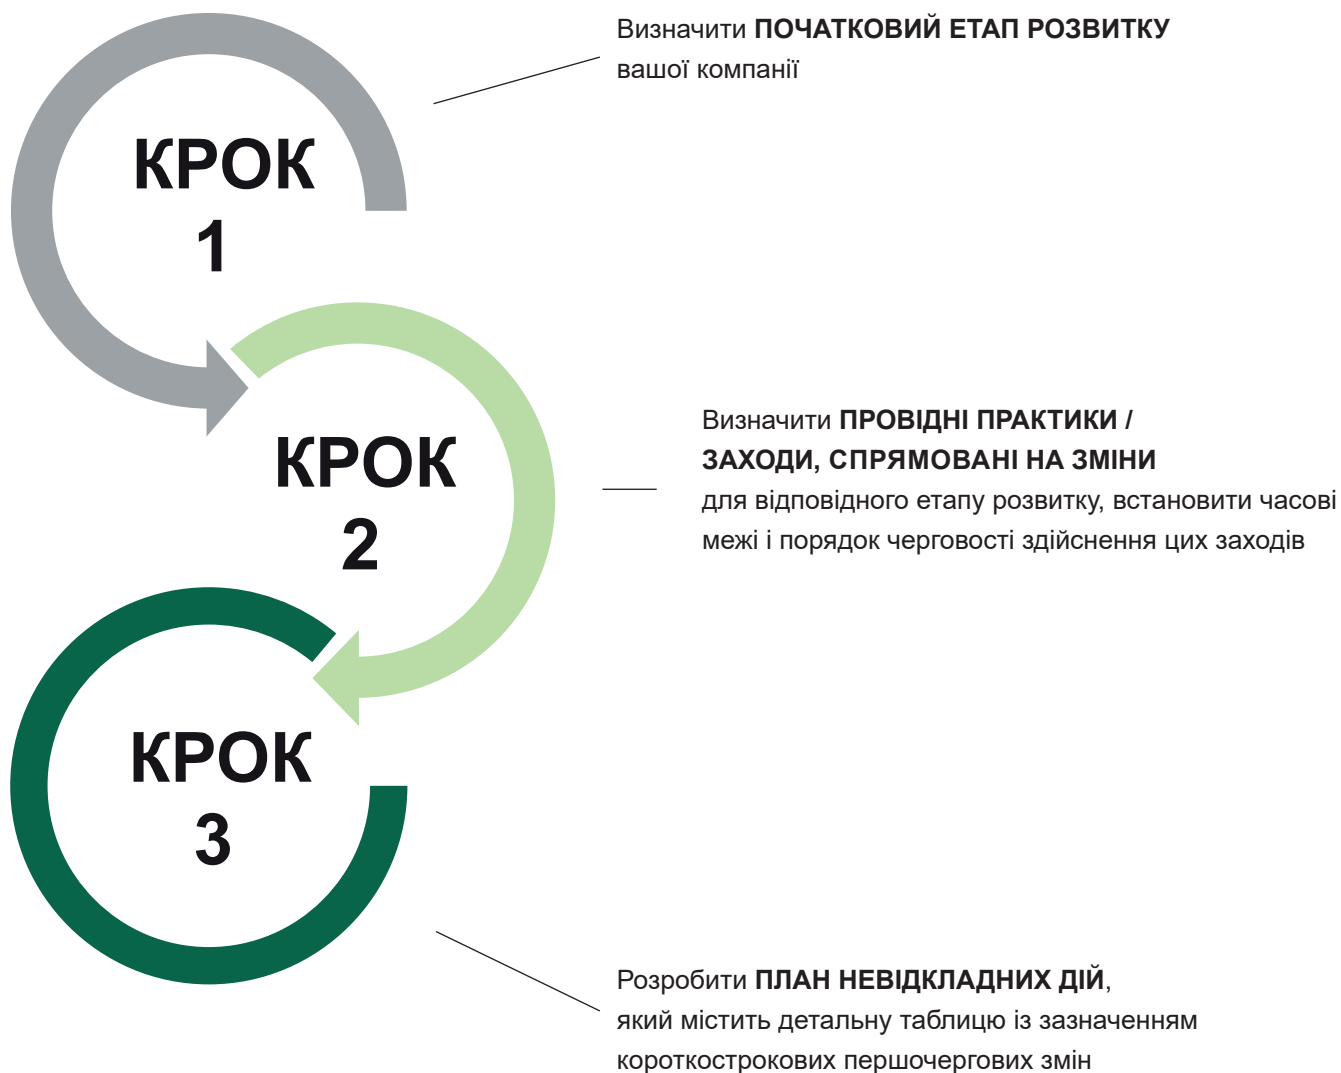 Визначити ПОЧАТКОВИЙ ЕТАП РОЗВИТКУ
вашої компанії
КРОК
1
КРОК
2
Визначити ПРОВІДНІ ПРАКТИКИ /
ЗАХОДИ, СПРЯМОВАНІ НА ЗМІНИ
для відповідного етапу розвитку, встановити часові
межі і порядок черговості здійснення цих заходів
КРОК
3
Розробити ПЛАН НЕВІДКЛАДНИХ ДІЙ,
який містить детальну таблицю із зазначенням
короткострокових першочергових змін